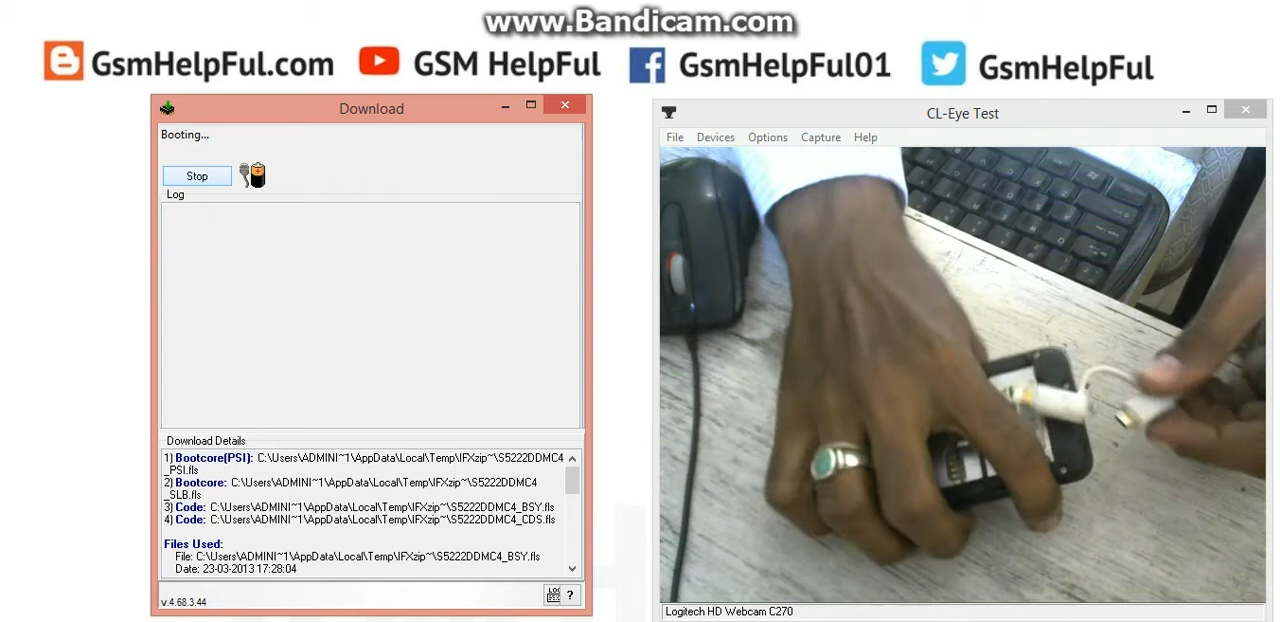 www.Bandicam.com
GsmHelpFul.com GSM HelpFul GsmHelpFul01 GsmHelpFul
Download
Booting...
Stop
Log
Download Details
1) Bootcore(PSI): C:\Users\ADMINI~1\AppData\Local\Temp\IFXzip~\S5222DDMC4
_PSI.fls
2) Bootcore: C:\Users\ADMINI~1\AppData\Local\Temp\IFXzip~\S5222DDMC4
_SLB.fls
3) Code: C:\Users\ADMINI~1\AppData\Local\Temp\IFXzip~\S5222DDMC4_BSY.fls
4) Code: C:\Users\ADMINI~1\AppData\Local\Temp\IFXzip~\S5222DDMC4_CDS.fls
Files Used:
File: C:\Users\ADMINI~1\AppData\Local\Temp\IFXzip~\S5222DDMC4_BSY.fls
Date: 23-03-2013 17:28:04
v.4.68.3.44
?
CL-Eye Test
File Devices Options Capture Help
Logitech HD Webcam C270